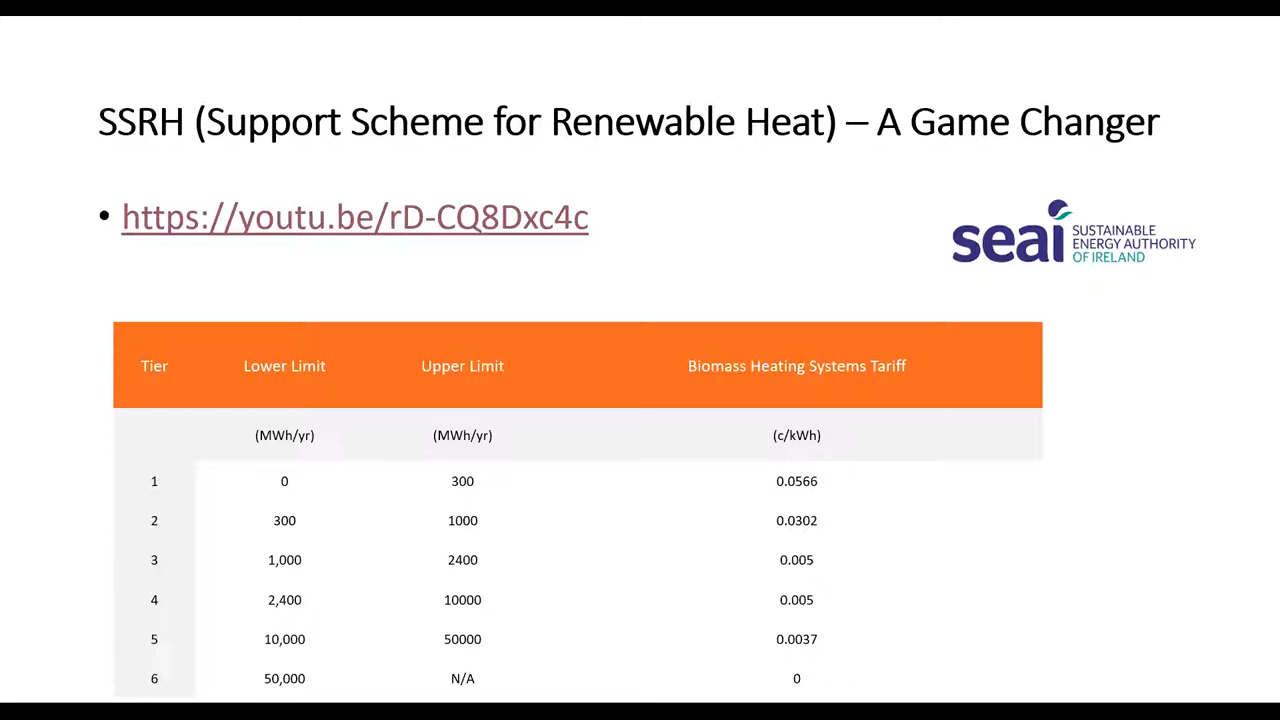 SSRH (Support Scheme for Renewable Heat) – A Game Changer
• https://youtu.be/rD-CQ8Dxc4c
seai SUSTAINABLE
ENERGY AUTHORITY
OF IRELAND
Tier Lower Limit Upper Limit Biomass Heating Systems Tariff
(MWh/yr) (MWh/yr) (c/kWh)
1 0 300 0.0566
2 300 1000 0.0302
3 1,000 2400 0.005
4 2,400 10000 0.005
5 10,000 50000 0.0037
6 50,000 N/A 0